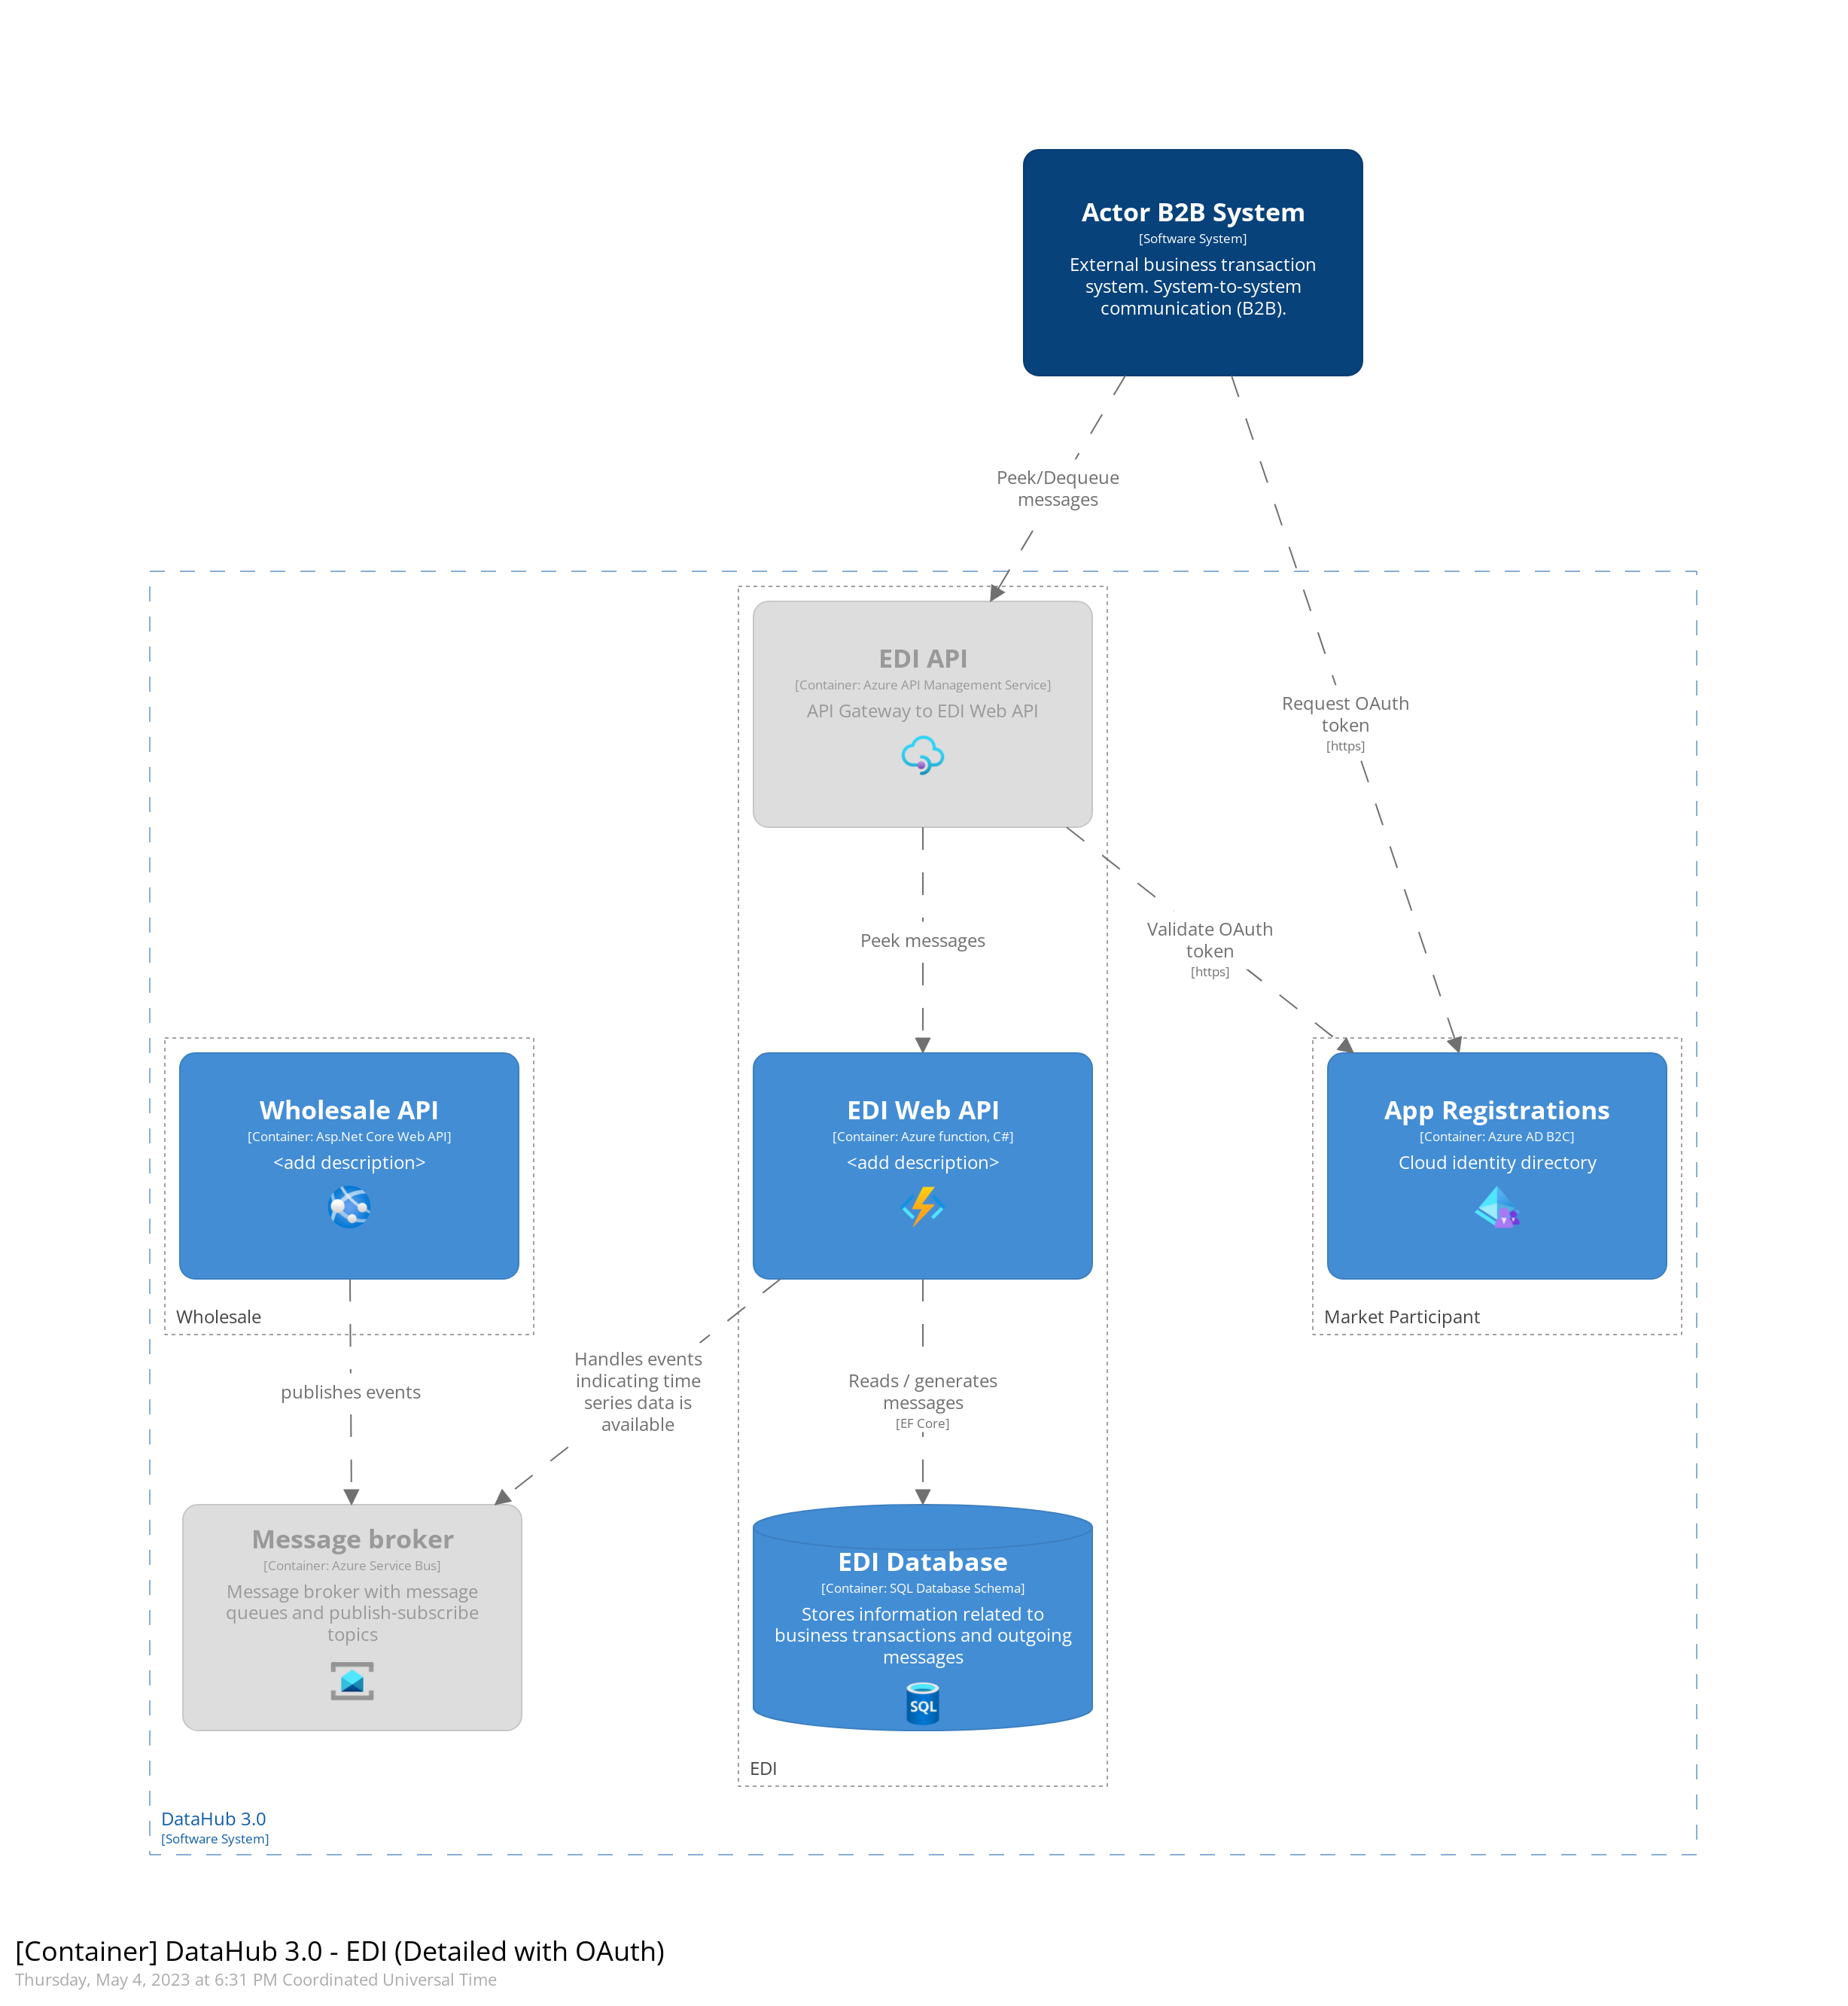 Actor B2B System
[Software System]
External business transaction
system. System-to-system
communication (B2B).
Peek/Dequeue
messages
EDI API
[Container: Azure API Management Service]
API Gateway to EDI Web API
Request OAuth
token
[https]
Peek messages
Validate OAuth
token
[https]
Wholesale API
[Container: Asp.Net Core Web API]
<add description>
Wholesale
EDI Web API
[Container: Azure function, C#]
<add description>
App Registrations
[Container: Azure AD B2C]
Cloud identity directory
Market Participant
publishes events
Handles events
indicating time
series data is
available
Reads / generates
messages
[EF Core]
Message broker
[Container: Azure Service Bus]
Message broker with message
queues and publish-subscribe
topics
EDI Database
[Container: SQL Database Schema]
Stores information related to
business transactions and outgoing
messages
SQL
EDI
DataHub 3.0
[Software System]
[Container] DataHub 3.0 - EDI (Detailed with OAuth)
Thursday, May 4, 2023 at 6:31 PM Coordinated Universal Time